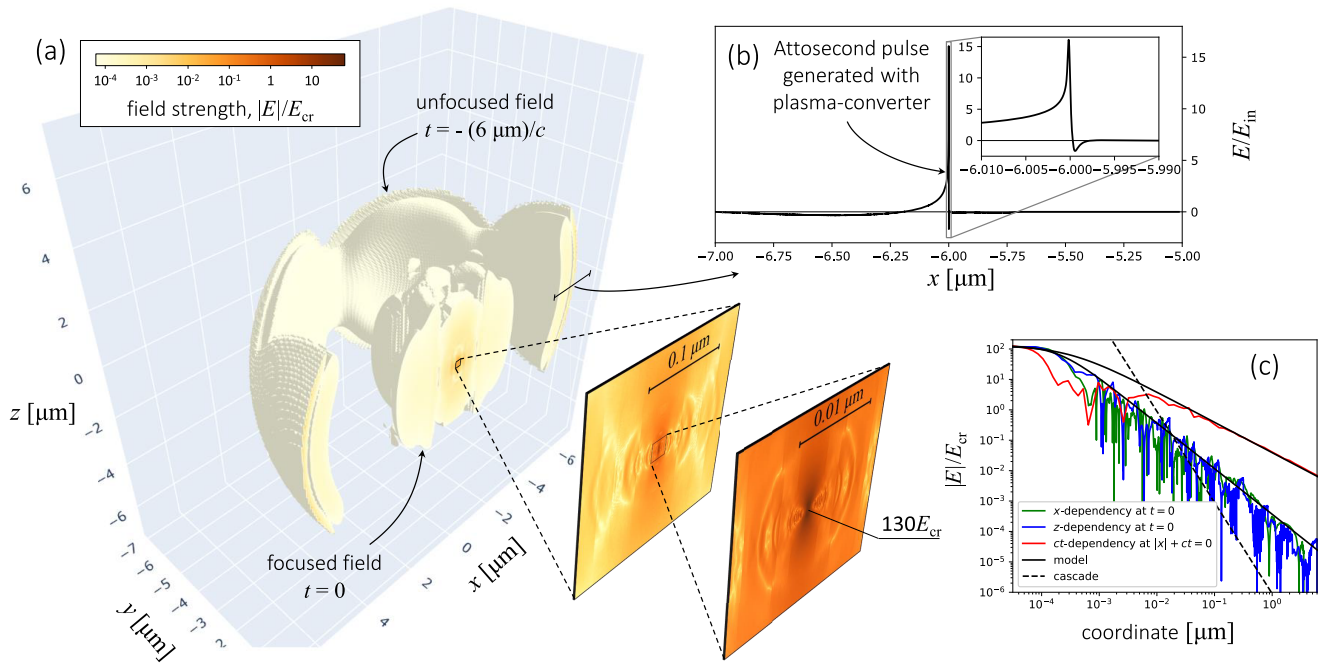 (a)
10⁻⁴ 10⁻³ 10⁻² 10⁻¹ 1 10
field strength, |E|/E_cr
unfocused field
t = - (6 µm)/c
6
4
2
0
−2
−4
−6
z [µm]
−7
−6
−5
−4
−3
−2
y [µm]
focused field
t = 0
−6
−4
−2
0
2
4
x [µm]
0.1 µm
0.01 µm
130E_cr
(b)
Attosecond pulse
generated with
plasma-converter
15
10
5
0
−6.010 −6.005 −6.000 −5.995 −5.990
15
10
5
0
E/E_in
−7.00 −6.75 −6.50 −6.25 −6.00 −5.75 −5.50 −5.25 −5.00
x [µm]
(c)
10²
10¹
10⁰
10⁻¹
10⁻²
10⁻³
10⁻⁴
10⁻⁵
10⁻⁶
|E|/E_cr
x-dependency at t = 0
z-dependency at t = 0
ct-dependency at |x| + ct = 0
model
cascade
10⁻⁴ 10⁻³ 10⁻² 10⁻¹ 10⁰
coordinate [µm]